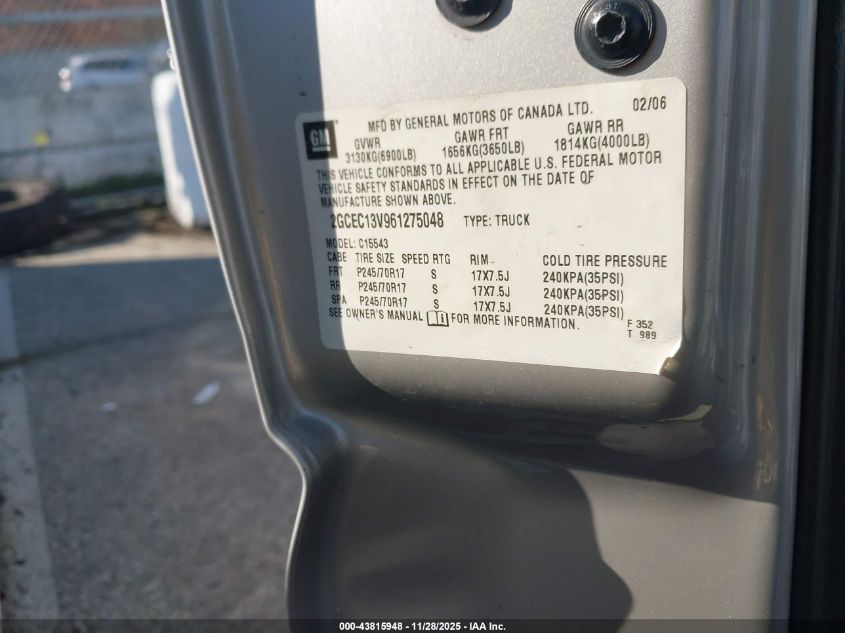 GM
MFD BY GENERAL MOTORS OF CANADA LTD. 02/06
GVWR GAWR FRT GAWR RR
3130KG(6900LB) 1656KG(3650LB) 1814KG(4000LB)
THIS VEHICLE CONFORMS TO ALL APPLICABLE U.S. FEDERAL MOTOR
VEHICLE SAFETY STANDARDS IN EFFECT ON THE DATE OF
MANUFACTURE SHOWN ABOVE.
2GCEC13V961275048 TYPE: TRUCK
MODEL: C15543
CABE TIRE SIZE SPEED RTG RIM COLD TIRE PRESSURE
FRT P245/70R17 S 17X7.5J 240KPA(35PSI)
RR P245/70R17 S 17X7.5J 240KPA(35PSI)
SPA P245/70R17 S 17X7.5J 240KPA(35PSI)
SEE OWNER'S MANUAL FOR MORE INFORMATION.
F 352
T 989
000-43815948 | 11/28/2025 - IAA Inc.